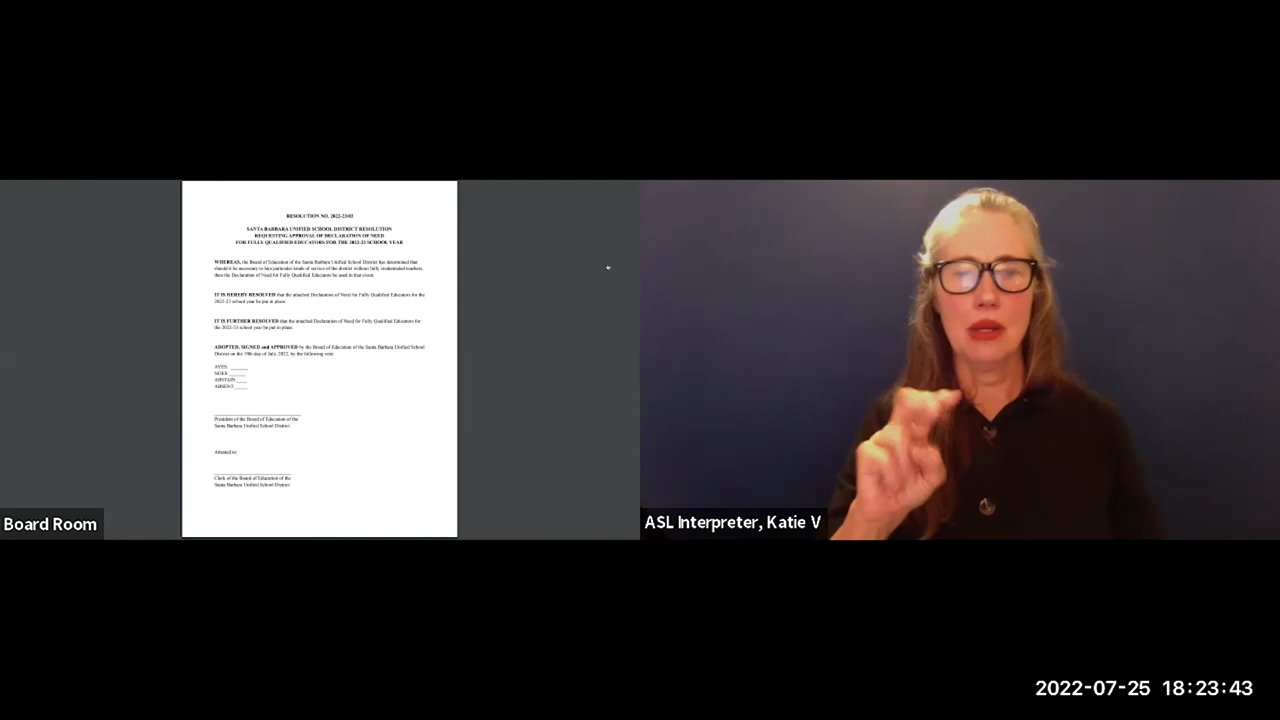 RESOLUTION NO. 2022-23/03
SANTA BARBARA UNIFIED SCHOOL DISTRICT RESOLUTION
REQUESTING APPROVAL OF DECLARATION OF NEED
FOR FULLY QUALIFIED EDUCATORS FOR THE 2022-23 SCHOOL YEAR
WHEREAS, the Board of Education of the Santa Barbara Unified School District has determined that
should it be necessary to hire particular kinds of service of the district without fully credentialed teachers,
then the Declaration of Need for Fully Qualified Educators be used in that event.
IT IS HEREBY RESOLVED that the attached Declaration of Need for Fully Qualified Educators for the
2022-23 school year be put in place.
IT IS FURTHER RESOLVED that the attached Declaration of Need for Fully Qualified Educators for
the 2022-23 school year be put in place.
ADOPTED, SIGNED and APPROVED by the Board of Education of the Santa Barbara Unified School
District on the 19th day of July, 2022, by the following vote:
AYES: ______
NOES ______
ABSTAIN ____
ABSENT _____
President of the Board of Education of the
Santa Barbara Unified School District
Attested to:
Clerk of the Board of Education of the
Santa Barbara Unified School District
Board Room
ASL Interpreter, Katie V
2022-07-25 18:23:43